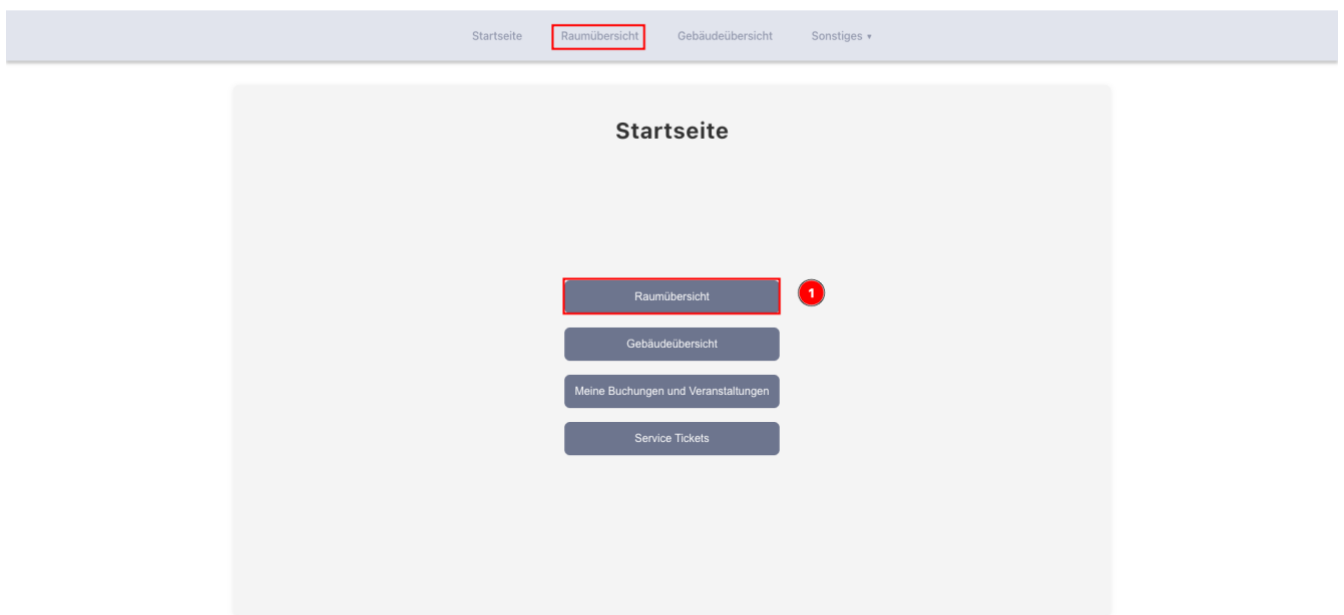 Startseite Raumübersicht Gebäudeübersicht Sonstiges ▾
Startseite
Raumübersicht 1
Gebäudeübersicht
Meine Buchungen und Veranstaltungen
Service Tickets